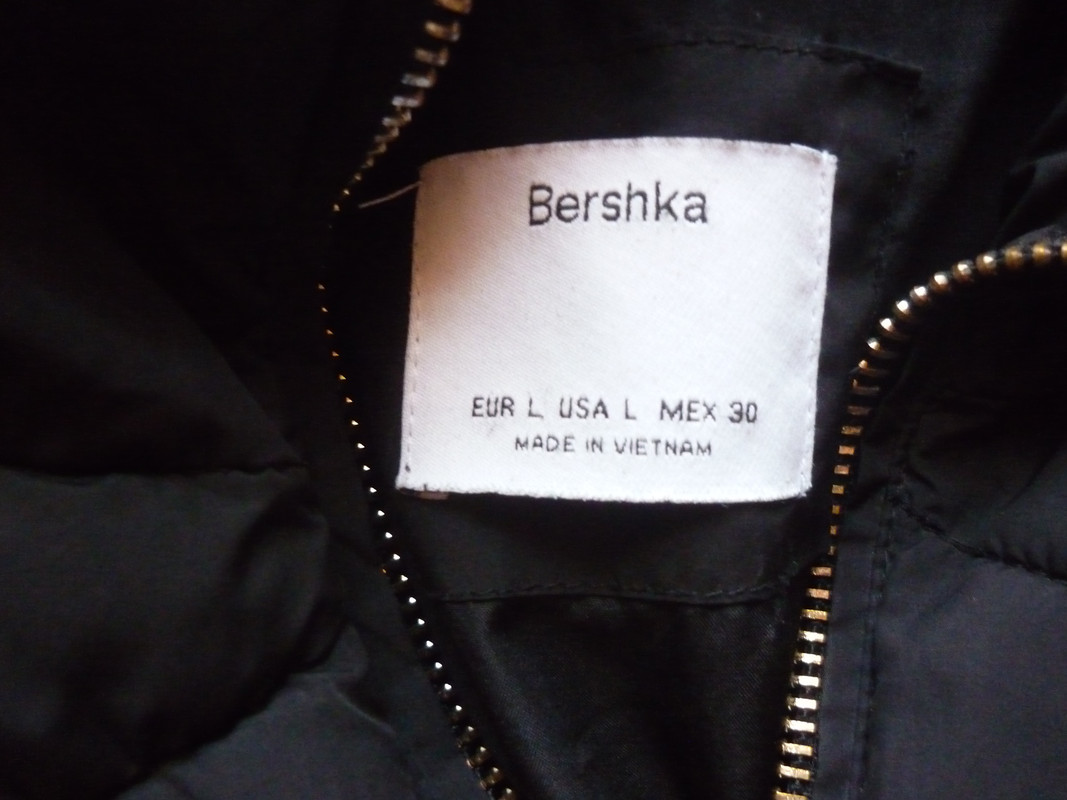 Bershka
EUR L USA L MEX 30
MADE IN VIETNAM